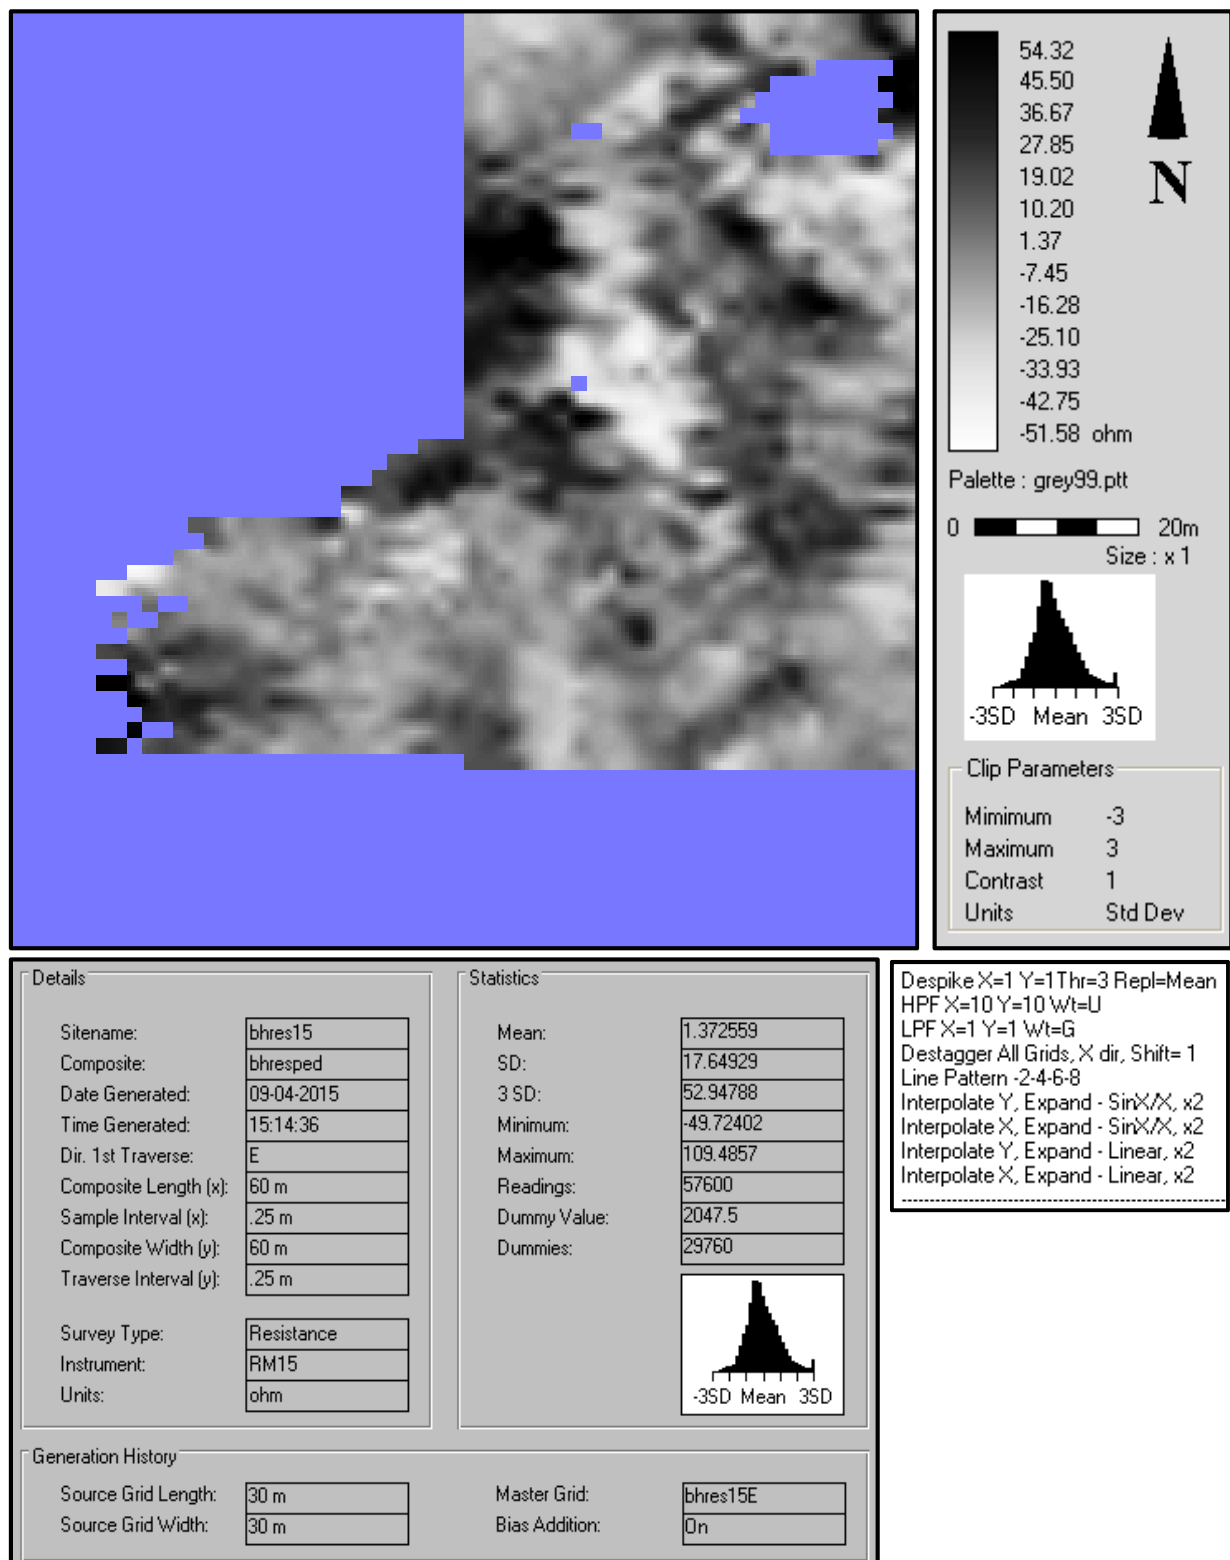 54.32
45.50
36.67
27.85
19.02
10.20
1.37
-7.45
-16.28
-25.10
-33.93
-42.75
-51.58 ohm
N
Palette : grey99.ptt
0 20m
Size : x 1
-3SD Mean 3SD
Clip Parameters
Mimimum -3
Maximum 3
Contrast 1
Units Std Dev
Details
Sitename: bhres15
Composite: bhresped
Date Generated: 09-04-2015
Time Generated: 15:14:36
Dir. 1st Traverse: E
Composite Length (x): 60 m
Sample Interval (x): .25 m
Composite Width (y): 60 m
Traverse Interval (y): .25 m
Survey Type: Resistance
Instrument: RM15
Units: ohm
Statistics
Mean: 1.372559
SD: 17.64929
3 SD: 52.94788
Minimum: -49.72402
Maximum: 109.4857
Readings: 57600
Dummy Value: 2047.5
Dummies: 29760
-3SD Mean 3SD
Generation History
Source Grid Length: 30 m
Source Grid Width: 30 m
Master Grid: bhres15E
Bias Addition: On
Despike X=1 Y=1Thr=3 Repl=Mean
HPF X=10 Y=10 Wt=U
LPF X=1 Y=1 Wt=G
Destagger All Grids, X dir, Shift= 1
Line Pattern -2-4-6-8
Interpolate Y, Expand - SinX/X, x2
Interpolate X, Expand - SinX/X, x2
Interpolate Y, Expand - Linear, x2
Interpolate X, Expand - Linear, x2